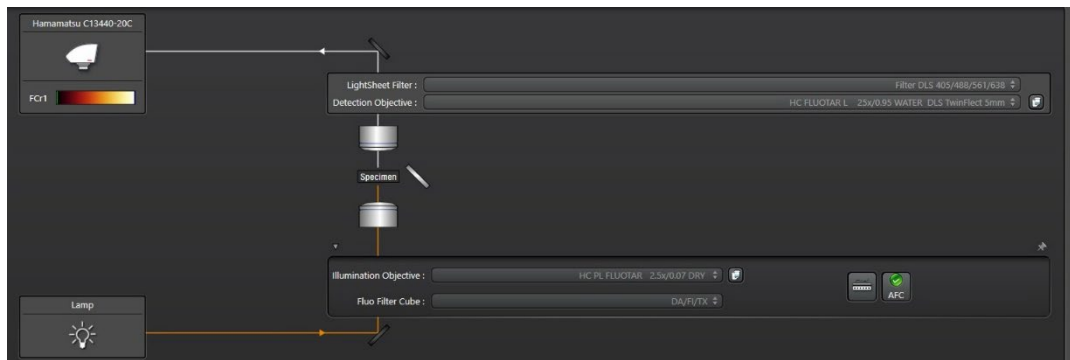 Hamamatsu C13440-20C
FCr1
LightSheet Filter : Filter DLS 405/488/561/638
Detection Objective : HC FLUOTAR L 25x/0.95 WATER DLS TwinFlect 5mm
Specimen
Illumination Objective : HC PL FLUOTAR 2.5x/0.07 DRY
Fluo Filter Cube : DA/FI/TX
AFC
Lamp